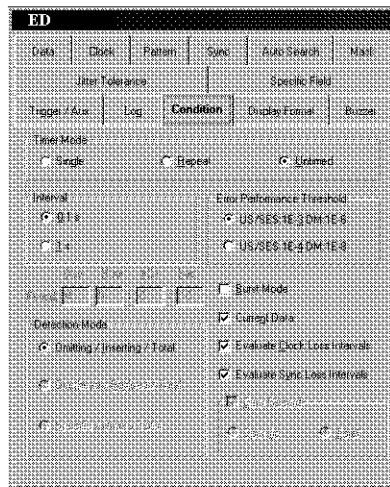 ED
Data Clock Pattern Sync Auto Search Mask
Jitter Tolerance Specific Field
Trigger / Aux Log Condition Display Format Buzzer
Timer Mode
Single Repeat Untimed
Interval
0.1 s
1 s
Error Performance Threshold
US/SES:1E-3 DM:1E-6
US/SES:1E-4 DM:1E-8
Burst Mode
Current Data
Evaluate Clock Loss Intervals
Evaluate Sync Loss Intervals
Detection Mode
Omitting / Inserting / Total